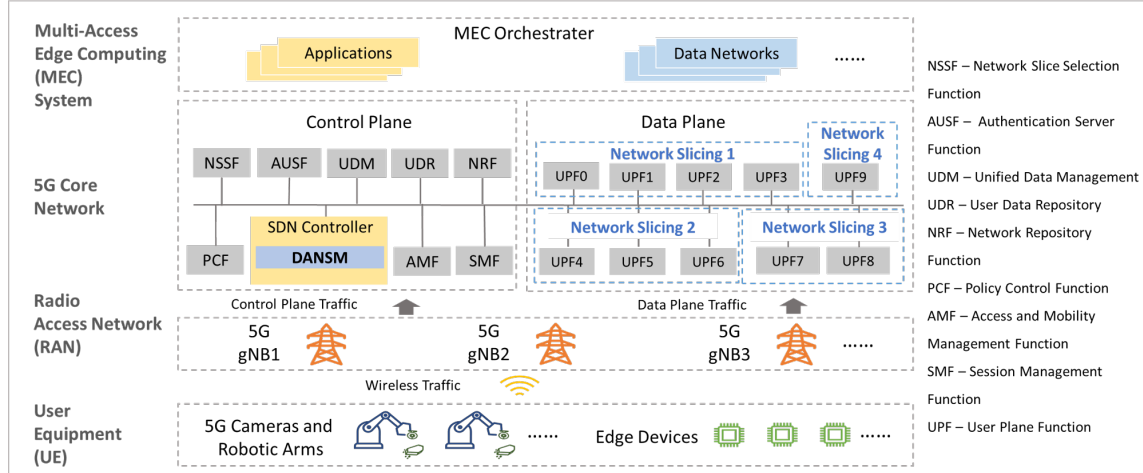 Multi-Access
Edge Computing
(MEC)
System
MEC Orchestrater
Applications
Data Networks
......
5G Core
Network
Control Plane
NSSF
AUSF
UDM
UDR
NRF
SDN Controller
DANSM
PCF
AMF
SMF
Data Plane
Network Slicing 1
UPF0
UPF1
UPF2
UPF3
Network
Slicing 4
UPF9
Network Slicing 2
UPF4
UPF5
UPF6
Network Slicing 3
UPF7
UPF8
Control Plane Traffic
Data Plane Traffic
Radio
Access Network
(RAN)
5G
gNB1
5G
gNB2
5G
gNB3
......
Wireless Traffic
User
Equipment
(UE)
5G Cameras and
Robotic Arms
......
Edge Devices
......
NSSF – Network Slice Selection
Function
AUSF – Authentication Server
Function
UDM – Unified Data Management
UDR – User Data Repository
NRF – Network Repository
Function
PCF – Policy Control Function
AMF – Access and Mobility
Management Function
SMF – Session Management
Function
UPF – User Plane Function